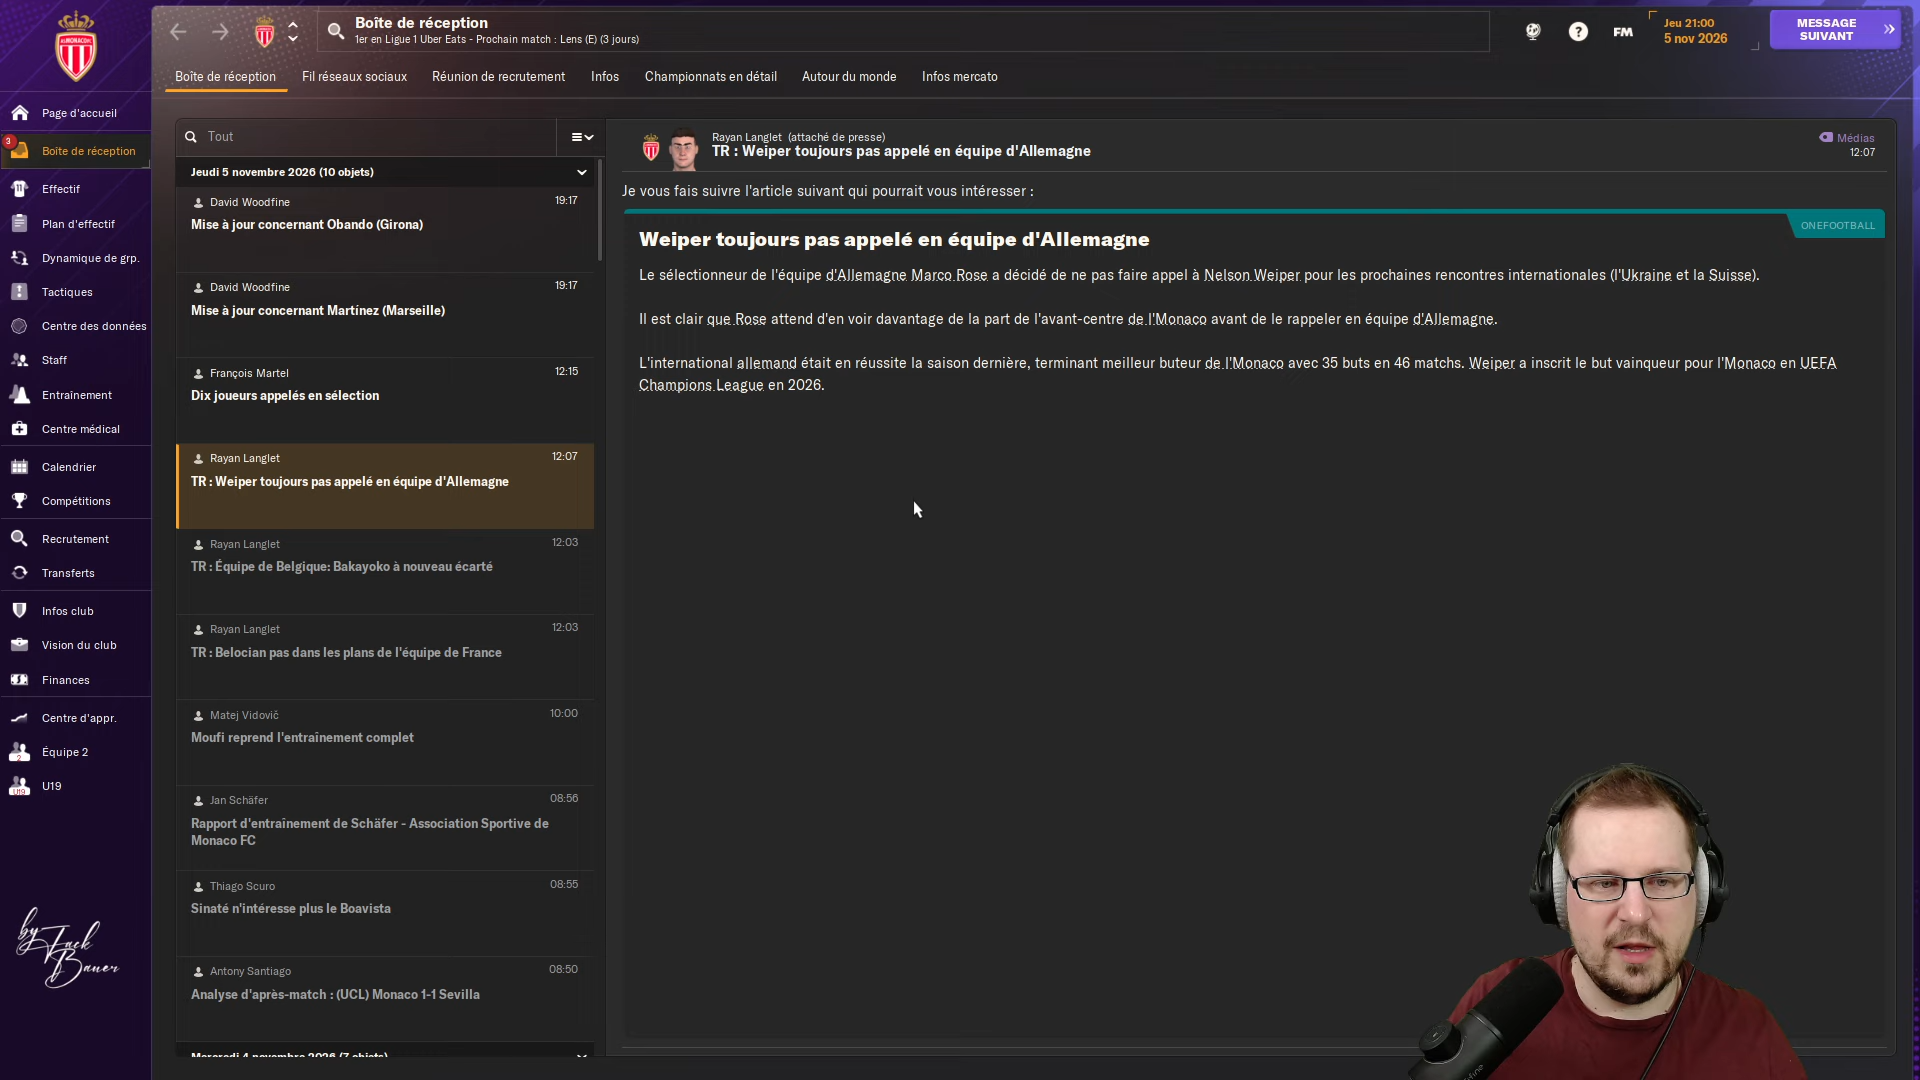 Boîte de réception
1er en Ligue 1 Uber Eats - Prochain match : Lens (E) (3 jours)
FM
Jeu 21:00
5 nov 2026
MESSAGE
SUIVANT
Boîte de réception
Fil réseaux sociaux
Réunion de recrutement
Infos
Championnats en détail
Autour du monde
Infos mercato
Page d'accueil
3
Boîte de réception
Effectif
Plan d'effectif
Dynamique de grp.
Tactiques
Centre des données
Staff
Entraînement
Centre médical
Calendrier
Compétitions
Recrutement
Transferts
Infos club
Vision du club
Finances
Centre d'appr.
Équipe 2
U19
by Jack
Bauer
Tout
Jeudi 5 novembre 2026 (10 objets)
David Woodfine 19:17
Mise à jour concernant Obando (Girona)
David Woodfine 19:17
Mise à jour concernant Martínez (Marseille)
François Martel 12:15
Dix joueurs appelés en sélection
Rayan Langlet 12:07
TR : Weiper toujours pas appelé en équipe d'Allemagne
Rayan Langlet 12:03
TR : Équipe de Belgique: Bakayoko à nouveau écarté
Rayan Langlet 12:03
TR : Belocian pas dans les plans de l'équipe de France
Matej Vidovič 10:00
Moufi reprend l'entraînement complet
Jan Schäfer 08:56
Rapport d'entraînement de Schäfer - Association Sportive de
Monaco FC
Thiago Scuro 08:55
Sinaté n'intéresse plus le Boavista
Antony Santiago 08:50
Analyse d'après-match : (UCL) Monaco 1-1 Sevilla
Mercredi 4 novembre 2026 (7 objets)
Rayan Langlet (attaché de presse)
TR : Weiper toujours pas appelé en équipe d'Allemagne
Médias
12:07
Je vous fais suivre l'article suivant qui pourrait vous intéresser :
ONEFOOTBALL
Weiper toujours pas appelé en équipe d'Allemagne
Le sélectionneur de l'équipe d'Allemagne Marco Rose a décidé de ne pas faire appel à Nelson Weiper pour les prochaines rencontres internationales (l'Ukraine et la Suisse).
Il est clair que Rose attend d'en voir davantage de la part de l'avant-centre de l'Monaco avant de le rappeler en équipe d'Allemagne.
L'international allemand était en réussite la saison dernière, terminant meilleur buteur de l'Monaco avec 35 buts en 46 matchs. Weiper a inscrit le but vainqueur pour l'Monaco en UEFA
Champions League en 2026.